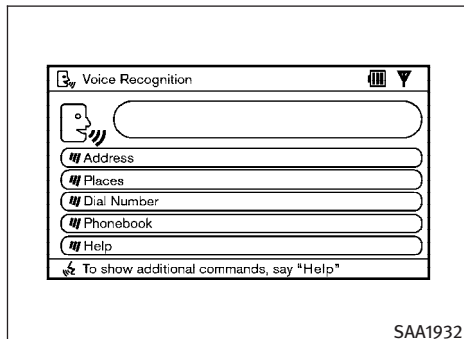 Voice Recognition
Address
Places
Dial Number
Phonebook
Help
To show additional commands, say "Help"
SAA1932